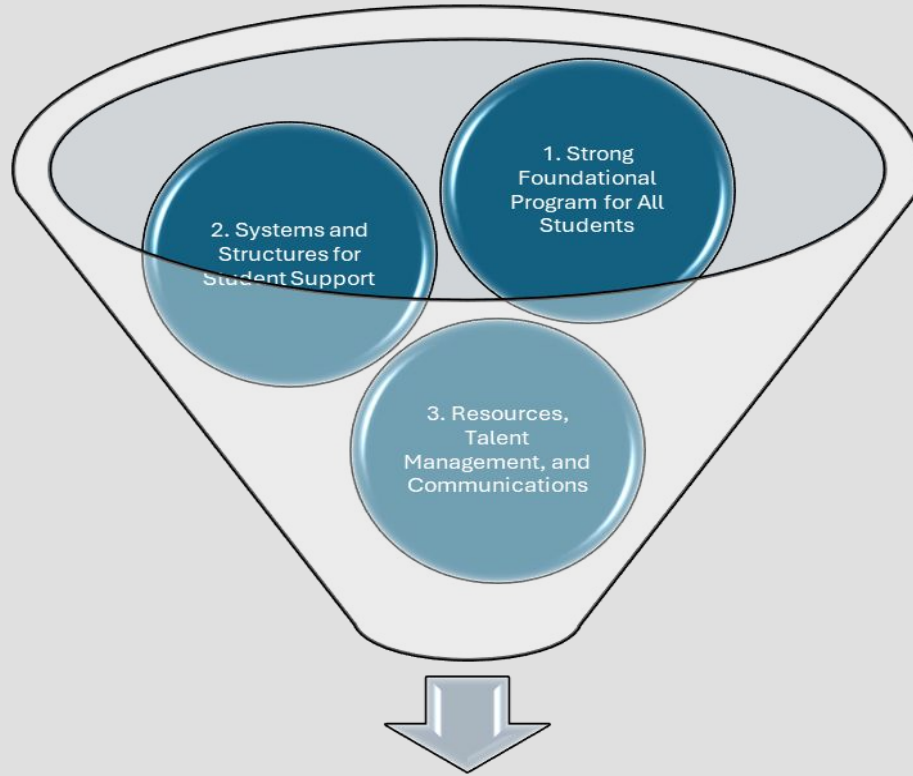 1. Strong
Foundational
Program for All
Students
2. Systems and
Structures for
Student Support
3. Resources,
Talent
Management, and
Communications